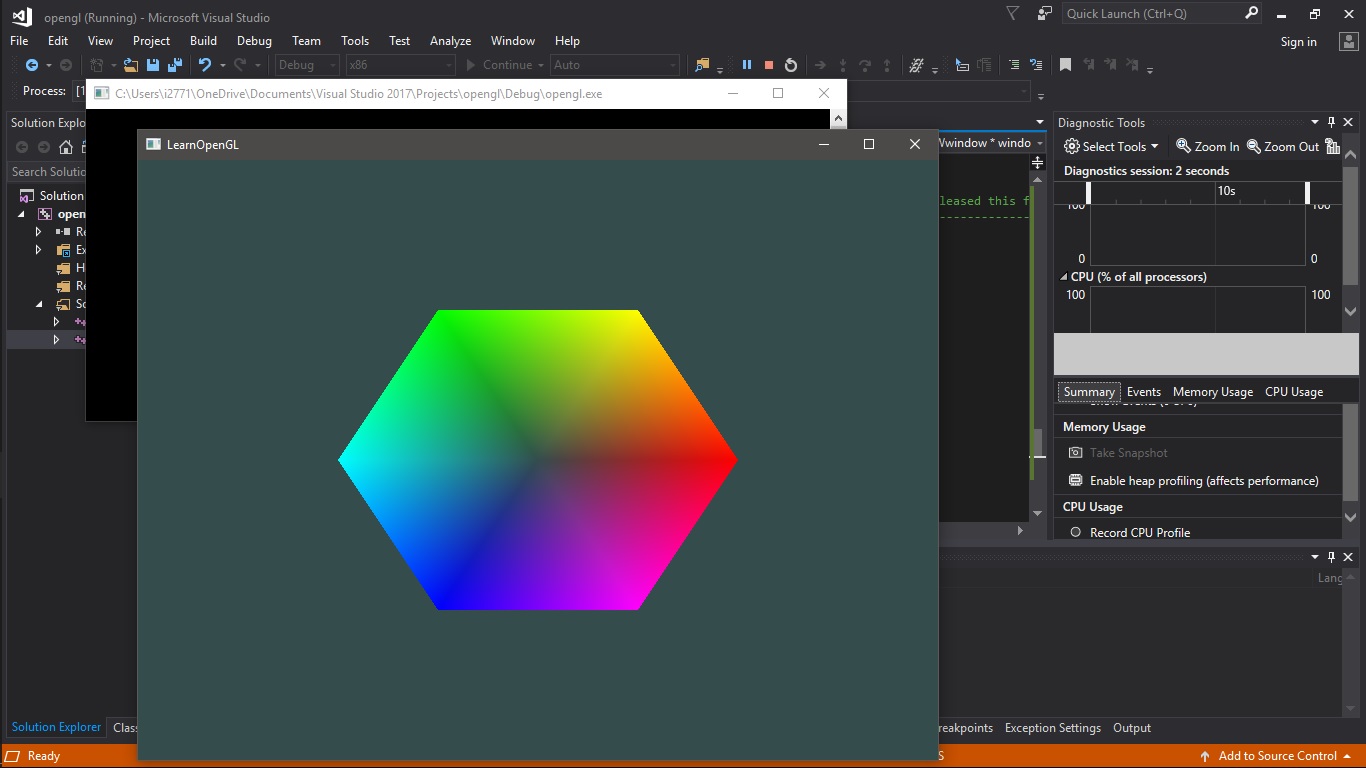 opengl (Running) - Microsoft Visual Studio
Quick Launch (Ctrl+Q)
File Edit View Project Build Debug Team Tools Test Analyze Window Help
Sign in
Debug x86 Continue Auto
Process:
C:\Users\i2771\OneDrive\Documents\Visual Studio 2017\Projects\opengl\Debug\opengl.exe
Solution Explo
Search Solutio
Solution
open
Re
Ex
H
Re
So
LearnOpenGL
window * windo
leased this f
--------------
Diagnostic Tools
Select Tools Zoom In Zoom Out
Diagnostics session: 2 seconds
10s
100 100
0 0
CPU (% of all processors)
100 100
Summary Events Memory Usage CPU Usage
Memory Usage
Take Snapshot
Enable heap profiling (affects performance)
CPU Usage
Record CPU Profile
Lang
Solution Explorer Class
reakpoints Exception Settings Output
Ready
S
Add to Source Control